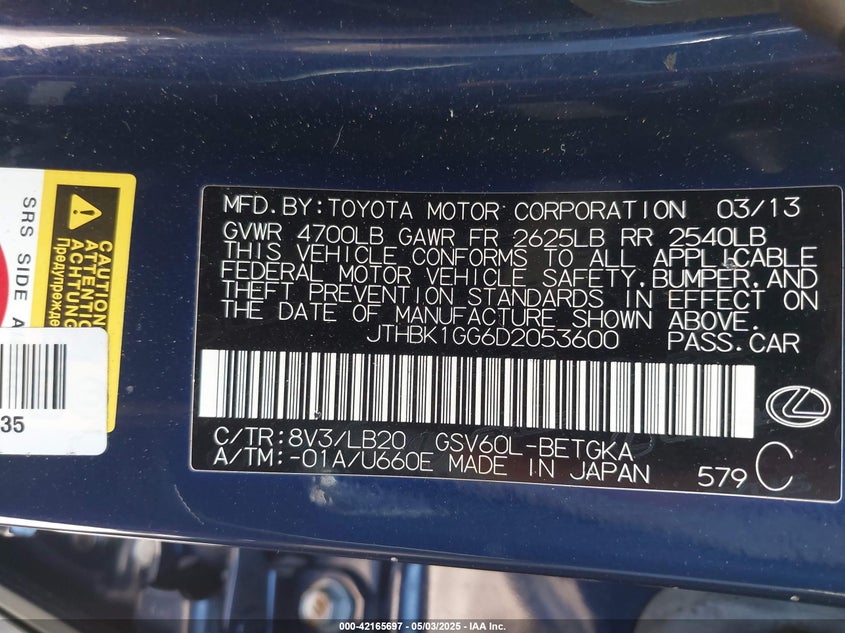 MFD.BY:TOYOTA MOTOR CORPORATION 03/13
GVWR 4700LB GAWR FR 2625LB RR 2540LB
THIS VEHICLE CONFORMS TO ALL APPLICABLE
FEDERAL MOTOR VEHICLE SAFETY,BUMPER,AND
THEFT PREVENTION STANDARDS IN EFFECT ON
THE DATE OF MANUFACTURE SHOWN ABOVE.
JTHBK1GG6D2053600 PASS.CAR
C/TR:8V3/LB20 GSV60L-BETGKA
A/TM:-01A/U660E MADE IN JAPAN 579 C
SRS SIDE A
CAUTION
ATTENTI
ACHTUNG
Предупрежде
35
000-42165697 - 05/03/2025 - IAA Inc.